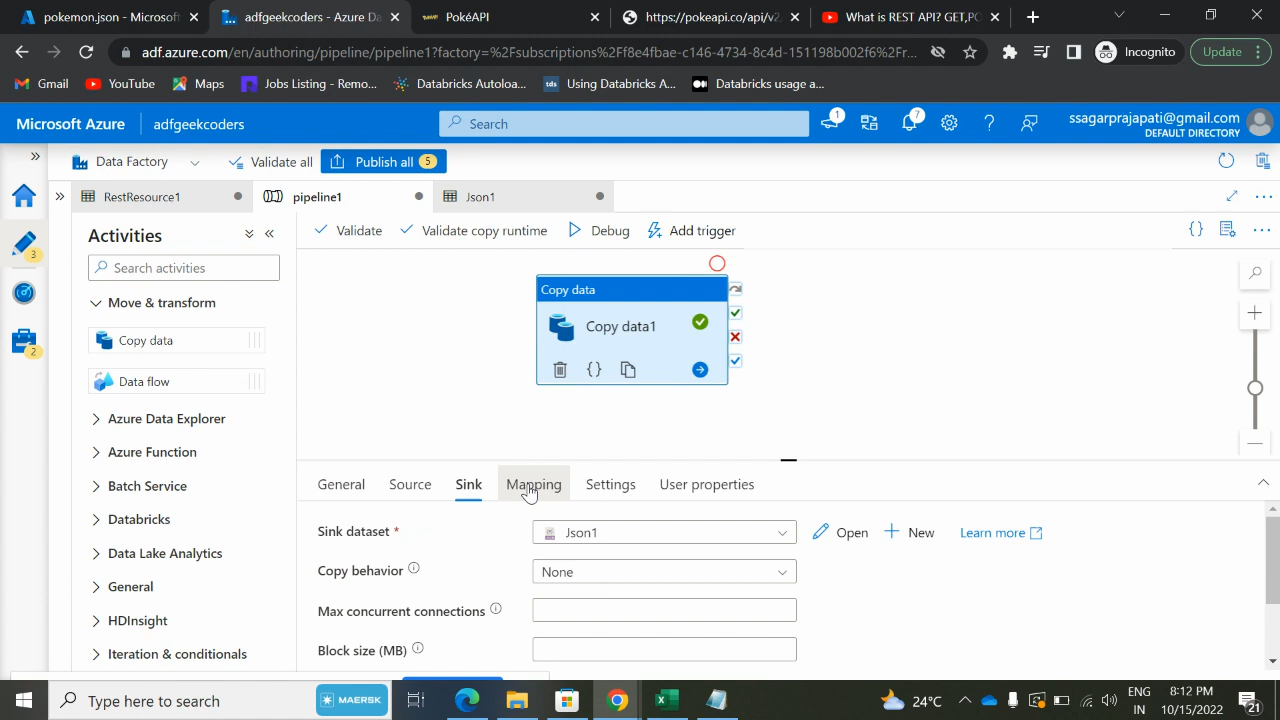 pokemon.json - Microsoft
adfgeekcoders - Azure Da
PokéAPI
https://pokeapi.co/api/v2
What is REST API? GET,PO
adf.azure.com/en/authoring/pipeline/pipeline1?factory=%2Fsubscriptions%2Ff8e4fbae-c146-4734-8c4d-151198b002f6%2Fr...
Incognito
Update
Gmail
YouTube
Maps
Jobs Listing - Remo...
Databricks Autoloa...
tds
Using Databricks A...
Databricks usage a...
Microsoft Azure
adfgeekcoders
Search
1
7
ssagarprajapati@gmail.com
DEFAULT DIRECTORY
Data Factory
Validate all
Publish all 5
RestResource1
pipeline1
Json1
3
2
Activities
Search activities
Move & transform
Copy data
Data flow
Azure Data Explorer
Azure Function
Batch Service
Databricks
Data Lake Analytics
General
HDInsight
Iteration & conditionals
Validate
Validate copy runtime
Debug
Add trigger
Copy data
Copy data1
General
Source
Sink
Mapping
Settings
User properties
Sink dataset *
Json1
Open
New
Learn more
Copy behavior
None
Max concurrent connections
Block size (MB)
Type here to search
MAERSK
24°C
ENG
IN
8:12 PM
10/15/2022
21